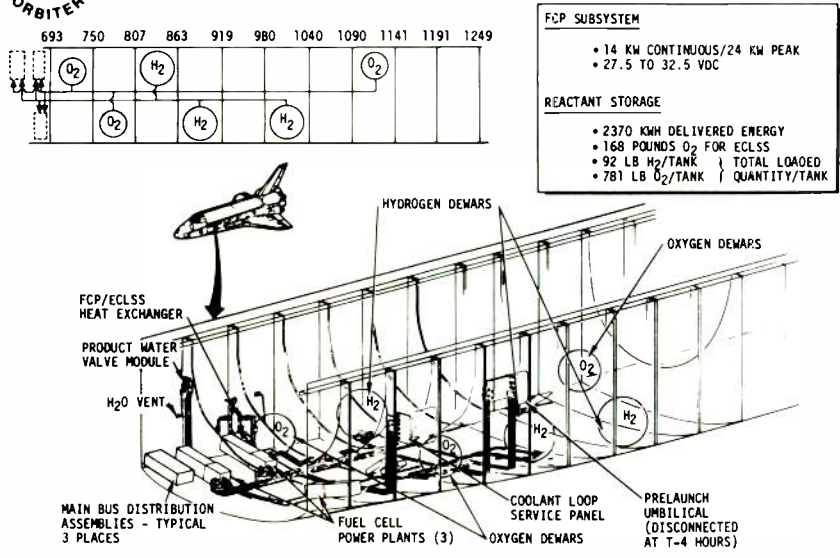 ORBITER
693 750 807 863 919 980 1040 1090 1141 1191 1249
O2 H2 O2
O2 H2 H2
FCP SUBSYSTEM
• 14 KW CONTINUOUS/24 KW PEAK
• 27.5 TO 32.5 VDC
REACTANT STORAGE
• 2370 KWH DELIVERED ENERGY
• 168 POUNDS O2 FOR ECLSS
• 92 LB H2/TANK } TOTAL LOADED
• 781 LB O2/TANK } QUANTITY/TANK
HYDROGEN DEWARS
OXYGEN DEWARS
FCP/ECLSS
HEAT EXCHANGER
PRODUCT WATER
VALVE MODULE
H2O VENT
O2
H2
O2
H2
O2
H2
MAIN BUS DISTRIBUTION
ASSEMBLIES - TYPICAL
3 PLACES
FUEL CELL
POWER PLANTS (3)
OXYGEN DEWARS
COOLANT LOOP
SERVICE PANEL
PRELAUNCH
UMBILICAL
(DISCONNECTED
AT T-4 HOURS)